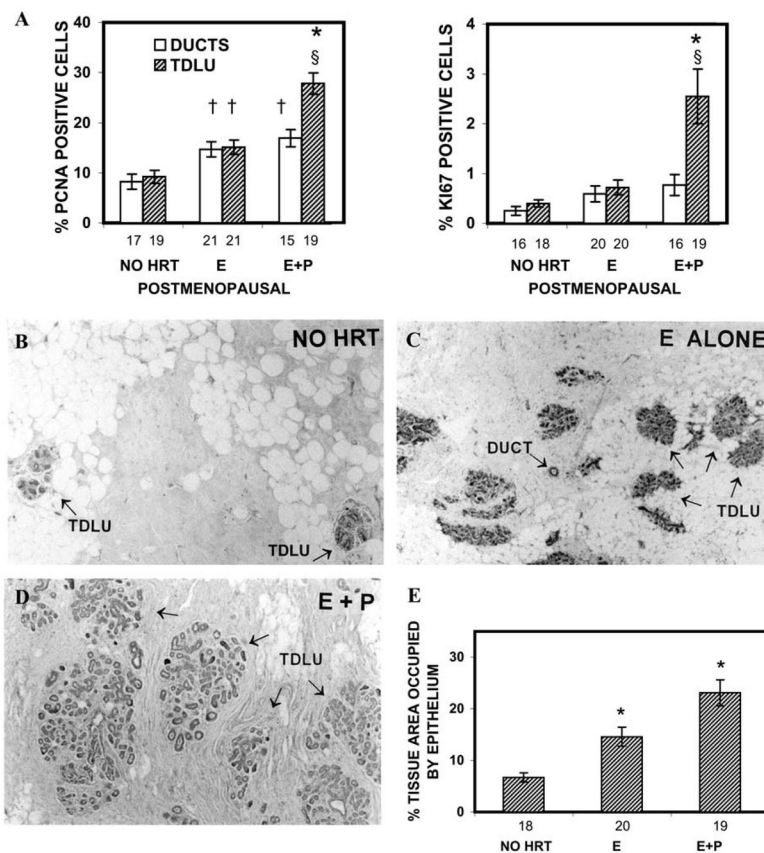 A
% PCNA POSITIVE CELLS
40
30
20
10
0
DUCTS
TDLU
*
§
† †
†
17 19 21 21 15 19
NO HRT E E+P
POSTMENOPAUSAL
% KI67 POSITIVE CELLS
4
3
2
1
0
*
§
16 18 20 20 16 19
NO HRT E E+P
POSTMENOPAUSAL
B
NO HRT
TDLU
TDLU
C
E ALONE
DUCT
TDLU
D
E + P
TDLU
E
% TISSUE AREA OCCUPIED
BY EPITHELIUM
30
20
10
0
*
*
18 20 19
NO HRT E E+P